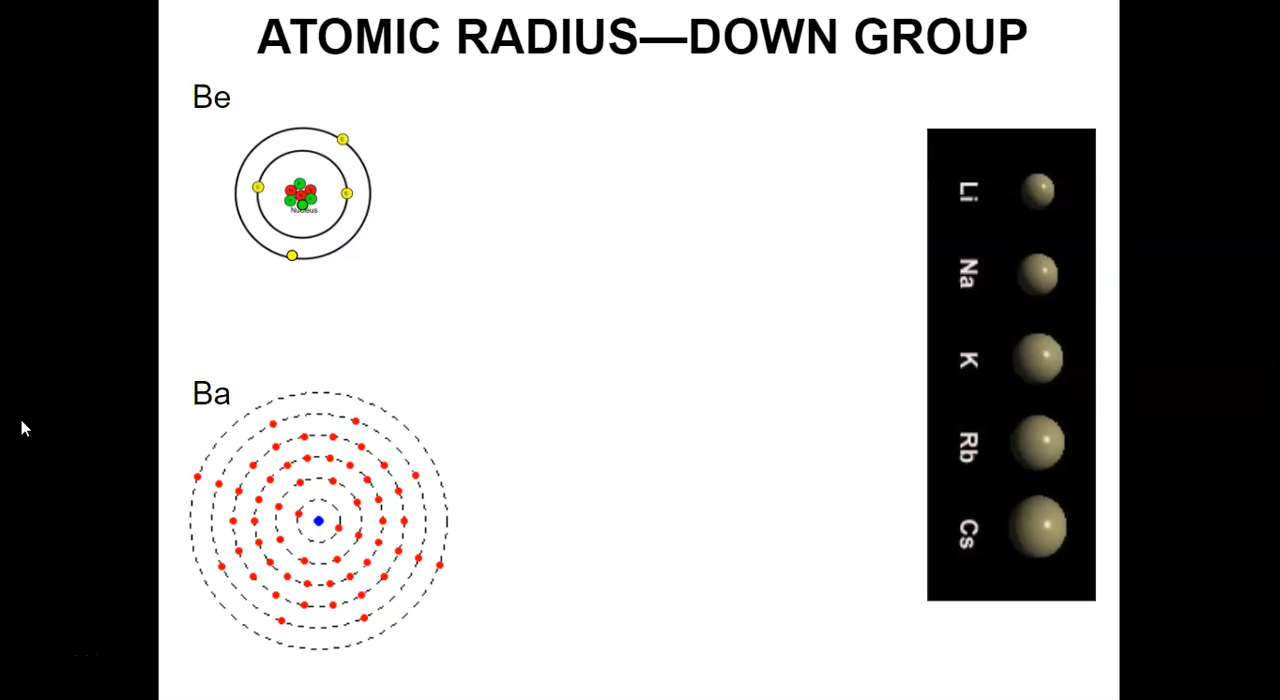 ATOMIC RADIUS—DOWN GROUP
Be
Nucleus
Ba
Li
Na
K
Rb
Cs